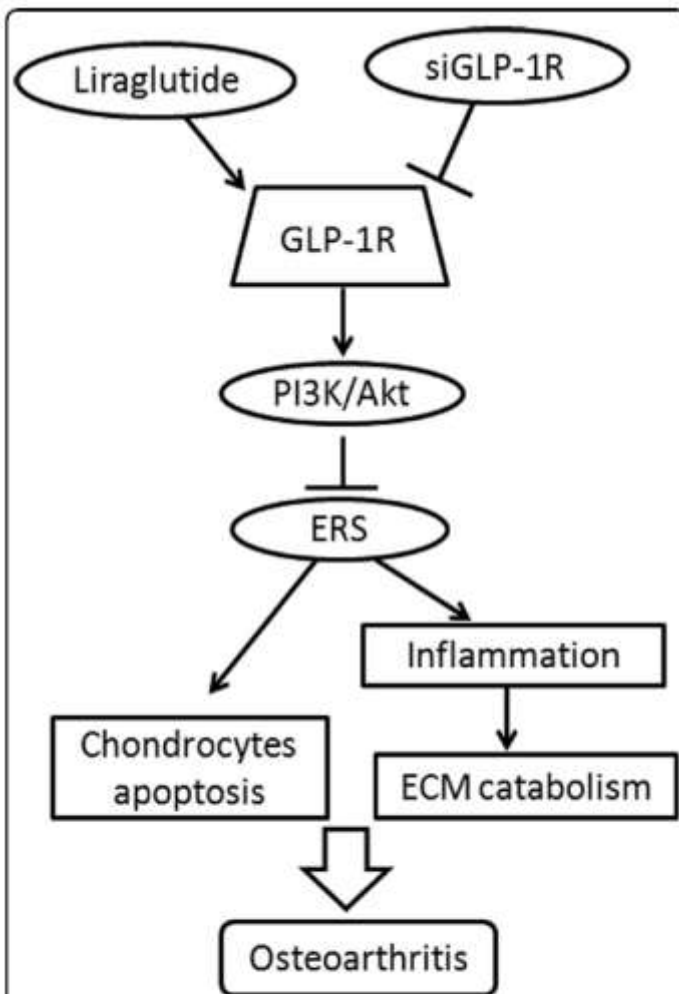 Liraglutide
siGLP-1R
GLP-1R
PI3K/Akt
ERS
Inflammation
Chondrocytes
apoptosis
ECM catabolism
Osteoarthritis